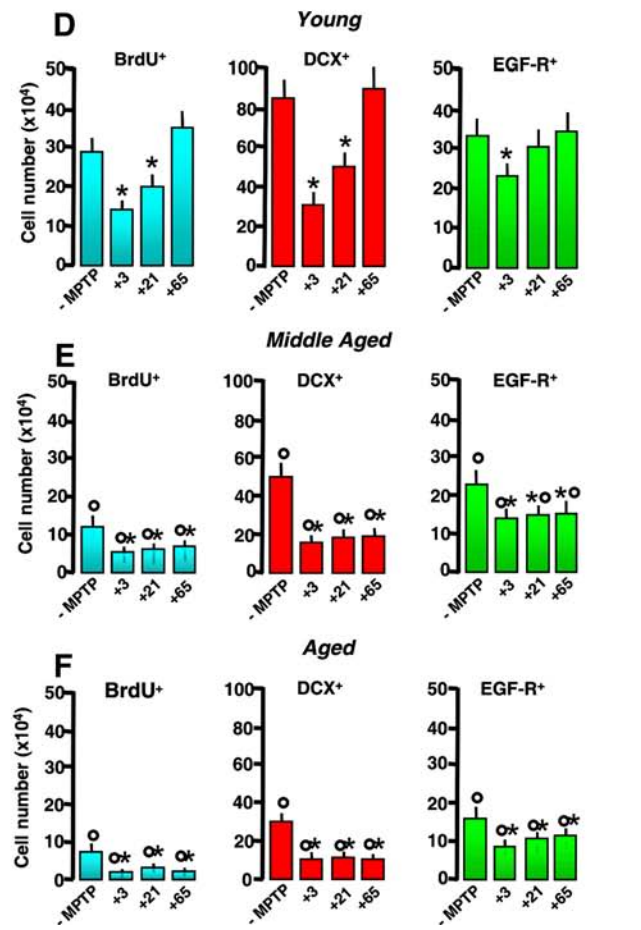 D
Young
BrdU⁺
DCX⁺
EGF-R⁺
Cell number (x10⁴)
50
40
30
20
10
0
100
80
60
40
20
0
50
40
30
20
10
0
*
*
*
*
*
- MPTP
+3
+21
+65
- MPTP
+3
+21
+65
- MPTP
+3
+21
+65
E
Middle Aged
BrdU⁺
DCX⁺
EGF-R⁺
Cell number (x10⁴)
50
40
30
20
10
0
100
80
60
40
20
0
50
40
30
20
10
0
o
o*
o*
o*
o
o*
o*
o*
o
o*
*o
*o
- MPTP
+3
+21
+65
- MPTP
+3
+21
+65
- MPTP
+3
+21
+65
F
Aged
BrdU⁺
DCX⁺
EGF-R⁺
Cell number (x10⁴)
50
40
30
20
10
0
100
80
60
40
20
0
50
40
30
20
10
0
o
o*
o*
o*
o
o*
o*
o*
o
o*
o*
o*
- MPTP
+3
+21
+65
- MPTP
+3
+21
+65
- MPTP
+3
+21
+65